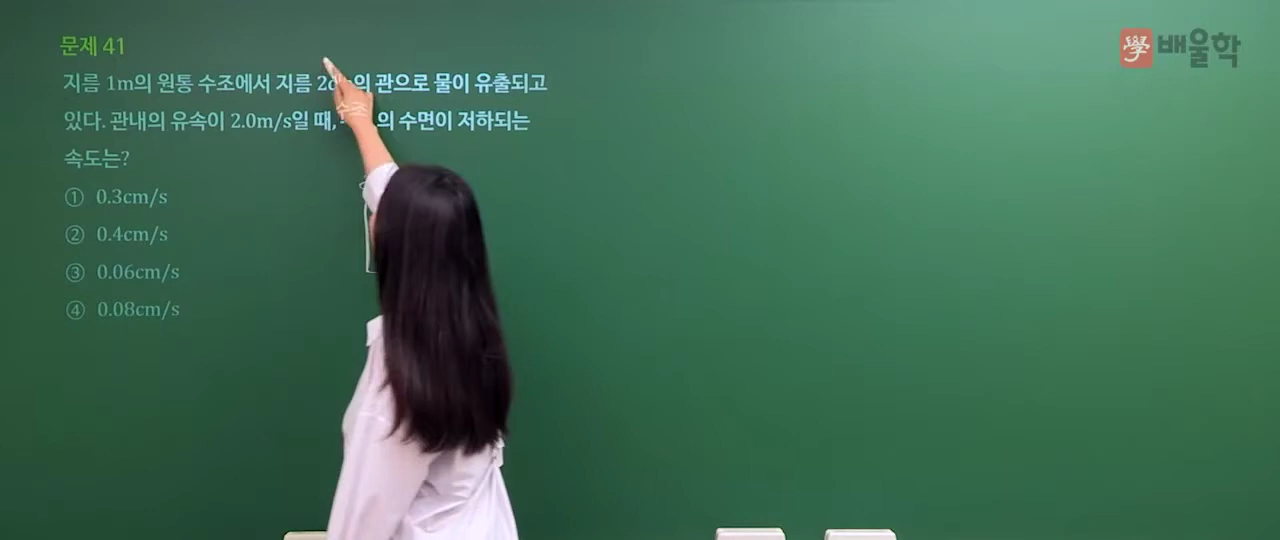 문제 41
學 배울학
지름 1m의 원통 수조에서 지름 의 관으로 물이 유출되고
있다. 관내의 유속이 2.0m/s일 때, 수조의 수면이 저하되는
속도는?
① 0.3cm/s
② 0.4cm/s
③ 0.06cm/s
④ 0.08cm/s